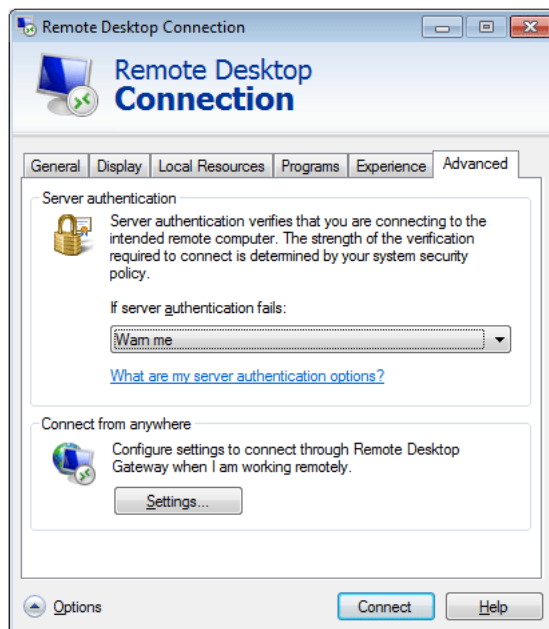 Remote Desktop Connection
Remote Desktop
Connection
General
Display
Local Resources
Programs
Experience
Advanced
Server authentication
Server authentication verifies that you are connecting to the
intended remote computer. The strength of the verification
required to connect is determined by your system security
policy.
If server authentication fails:
Warn me
What are my server authentication options?
Connect from anywhere
Configure settings to connect through Remote Desktop
Gateway when I am working remotely.
Settings...
Options
Connect
Help